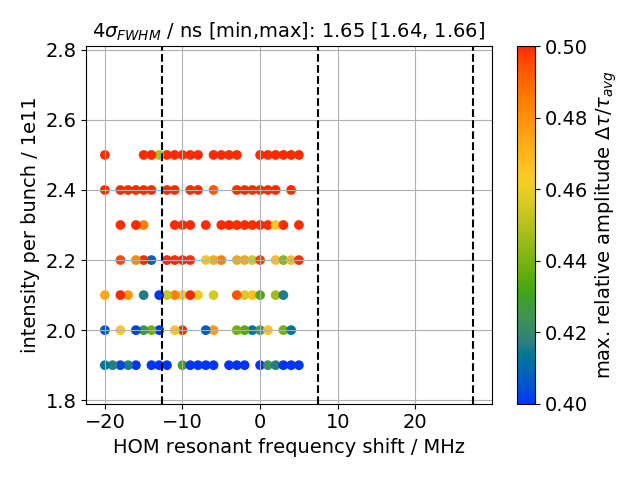 4σ_FWHM / ns [min,max]: 1.65 [1.64, 1.66]
intensity per bunch / 1e11
2.8
2.6
2.4
2.2
2.0
1.8
−20 −10 0 10 20
HOM resonant frequency shift / MHz
0.50
0.48
0.46
0.44
0.42
0.40
max. relative amplitude Δτ/τ_avg